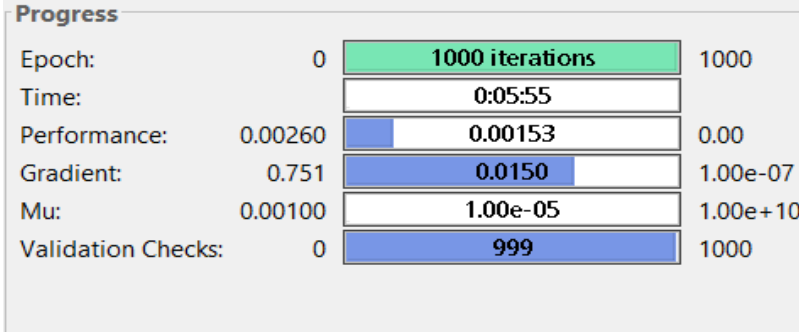 Progress
Epoch: 0 1000 iterations 1000
Time: 0:05:55
Performance: 0.00260 0.00153 0.00
Gradient: 0.751 0.0150 1.00e-07
Mu: 0.00100 1.00e-05 1.00e+10
Validation Checks: 0 999 1000